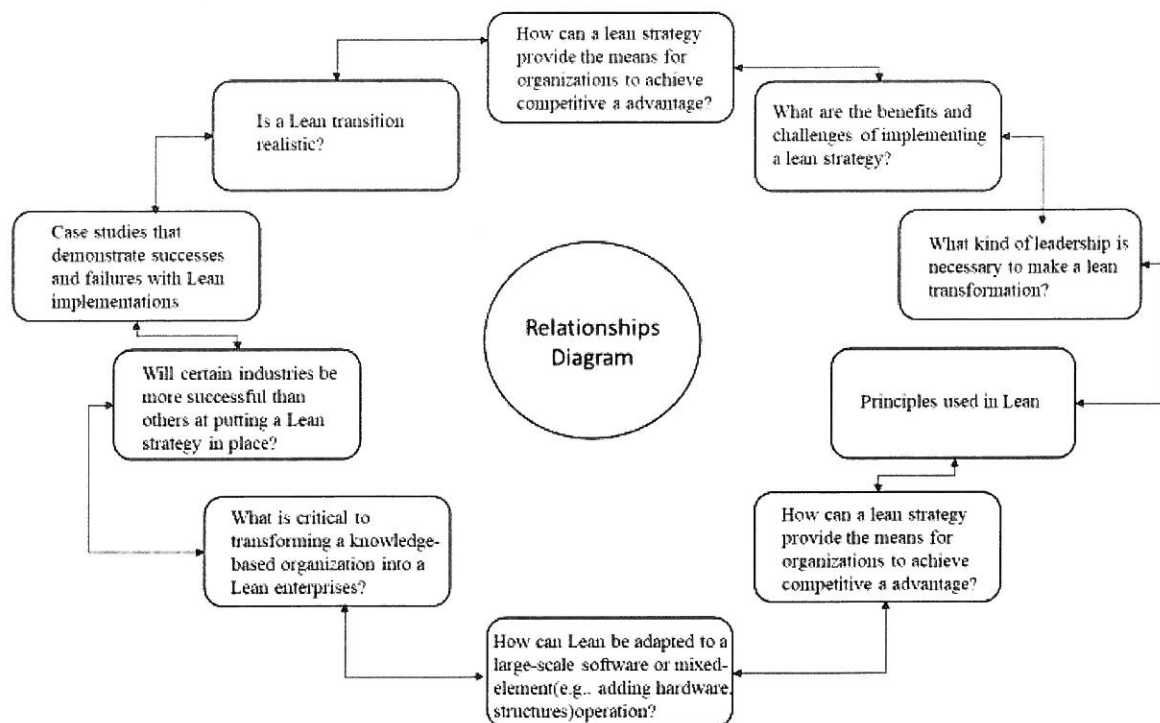 How can a lean strategy
provide the means for
organizations to achieve
competitive a advantage?
Is a Lean transition
realistic?
What are the benefits and
challenges of implementing
a lean strategy?
Case studies that
demonstrate successes
and failures with Lean
implementations
What kind of leadership is
necessary to make a lean
transformation?
Relationships
Diagram
Will certain industries be
more successful than
others at putting a Lean
strategy in place?
Principles used in Lean
What is critical to
transforming a knowledge-
based organization into a
Lean enterprises?
How can a lean strategy
provide the means for
organizations to achieve
competitive a advantage?
How can Lean be adapted to a
large-scale software or mixed-
element(e.g.. adding hardware,
structures)operation?